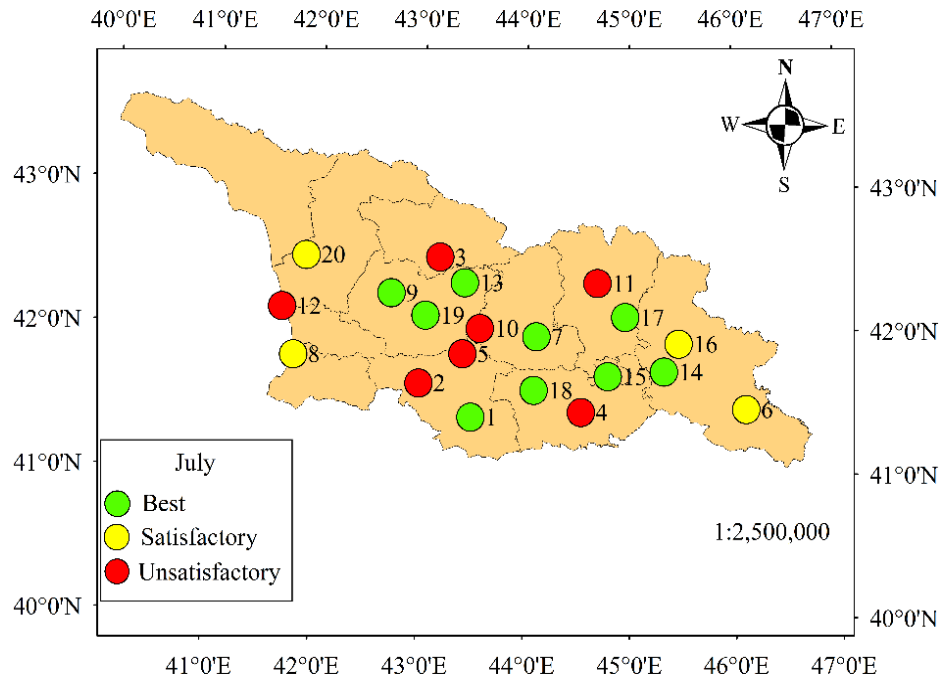 40°0'E 41°0'E 42°0'E 43°0'E 44°0'E 45°0'E 46°0'E 47°0'E
N
W E
S
43°0'N 43°0'N
20 3 13 11
9
12 19 10 7 17
42°0'N 42°0'N
8 5 16
2 18 15 14
1 4 6
41°0'N 41°0'N
July
Best
Satisfactory
Unsatisfactory
1:2,500,000
40°0'N 40°0'N
41°0'E 42°0'E 43°0'E 44°0'E 45°0'E 46°0'E 47°0'E